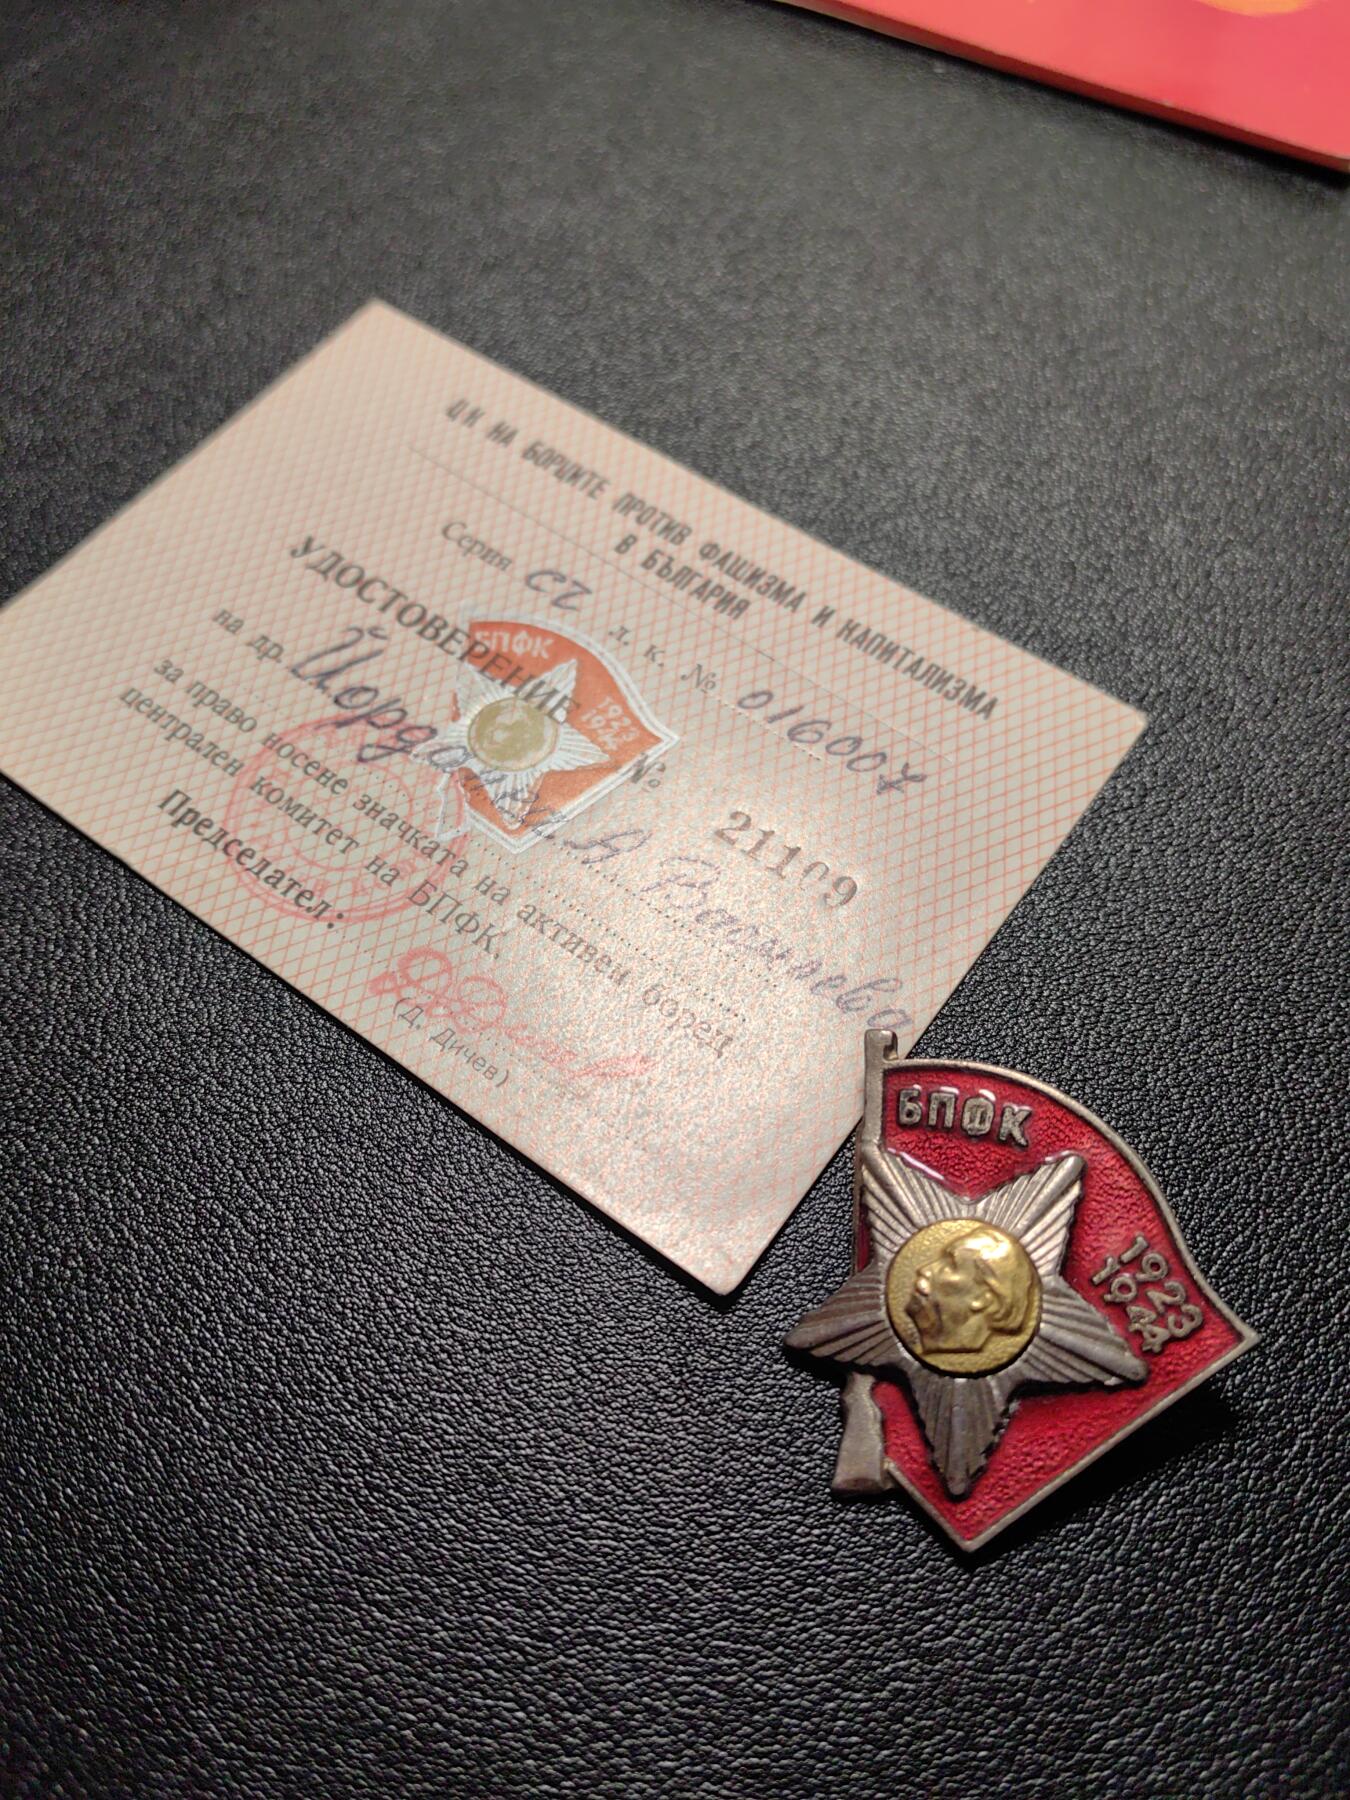 ЦК НА БОРЦИТЕ ПРОТИВ ФАШИЗМА И КАПИТАЛИЗМА
В БЪЛГАРИЯ
Серия СZ л. к. № 016007
УДОСТОВЕРЕНИЕ № 21109
БПФК
1923
1944
на др. Йорданка А Василева
за право носене значката на активен борец
централен комитет на БПФК.
Председател:
(Д. Дичев)
БПФК
1923
1944